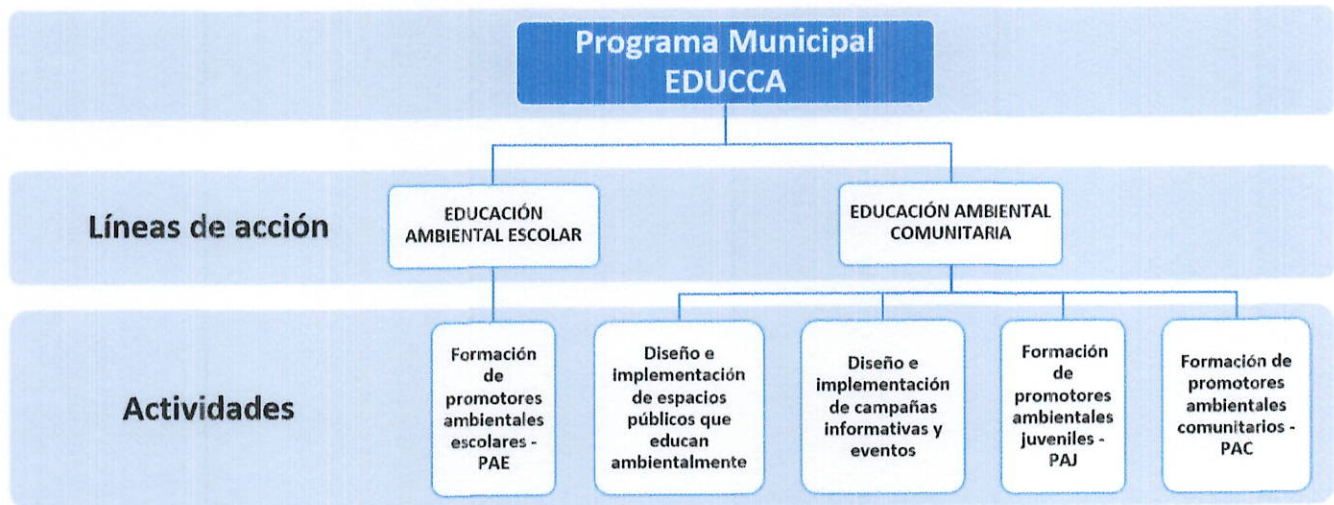 Programa Municipal
EDUCCA
Líneas de acción
EDUCACIÓN
AMBIENTAL ESCOLAR
EDUCACIÓN AMBIENTAL
COMUNITARIA
Actividades
Formación
de
promotores
ambientales
escolares -
PAE
Diseño e
implementación
de espacios
públicos que
educan
ambientalmente
Diseño e
implementación
de campañas
informativas y
eventos
Formación
de
promotores
ambientales
juveniles -
PAJ
Formación de
promotores
ambientales
comunitarios -
PAC